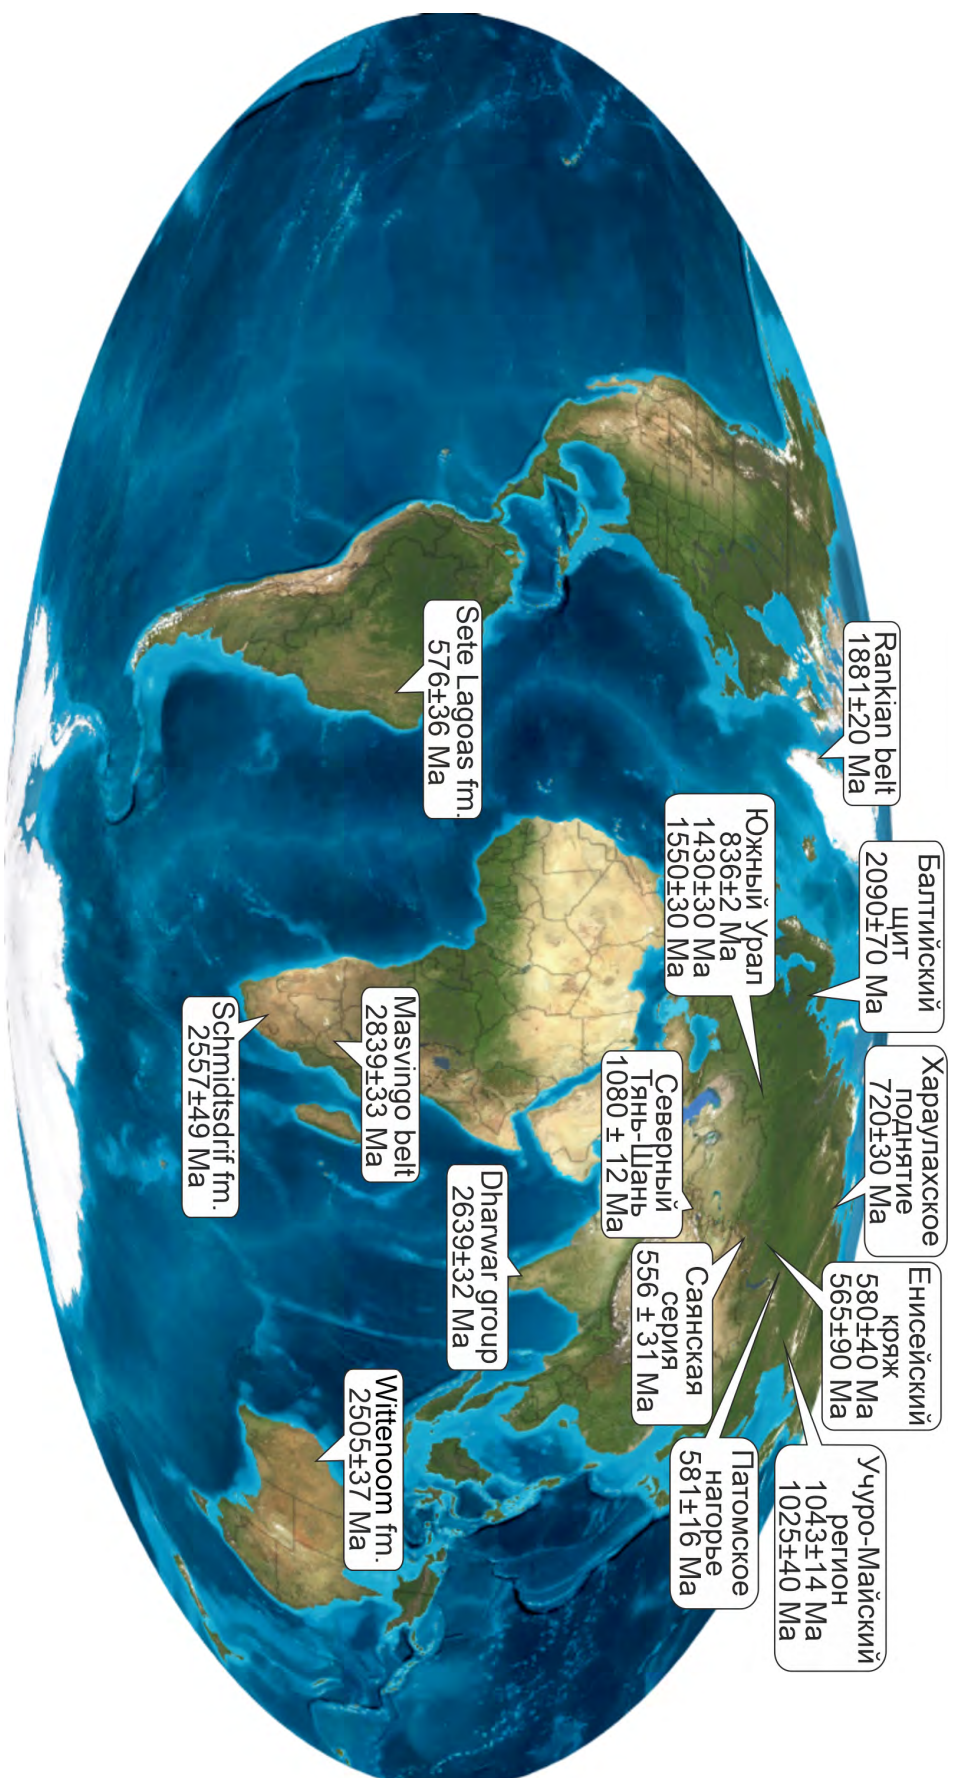 Rankian belt
1881±20 Ma
Балтийский
щит
2090±70 Ma
Хараулахское
поднятие
720±30 Ma
Енисейский
кряж
580±40 Ma
565±90 Ma
Учуро-Майский
регион
1043±14 Ma
1025±40 Ma
Южный Урал
836±2 Ma
1430±30 Ma
1550±30 Ma
Северный
Тянь-Шань
1080 ± 12 Ma
Саянская
серия
556 ± 31 Ma
Патомское
нагорье
581±16 Ma
Sete Lagoas fm.
576±36 Ma
Dharwar group
2639±32 Ma
Masvingo belt
2839±33 Ma
Wittenoom fm.
2505±37 Ma
Schmidtsdrif fm.
2557±49 Ma